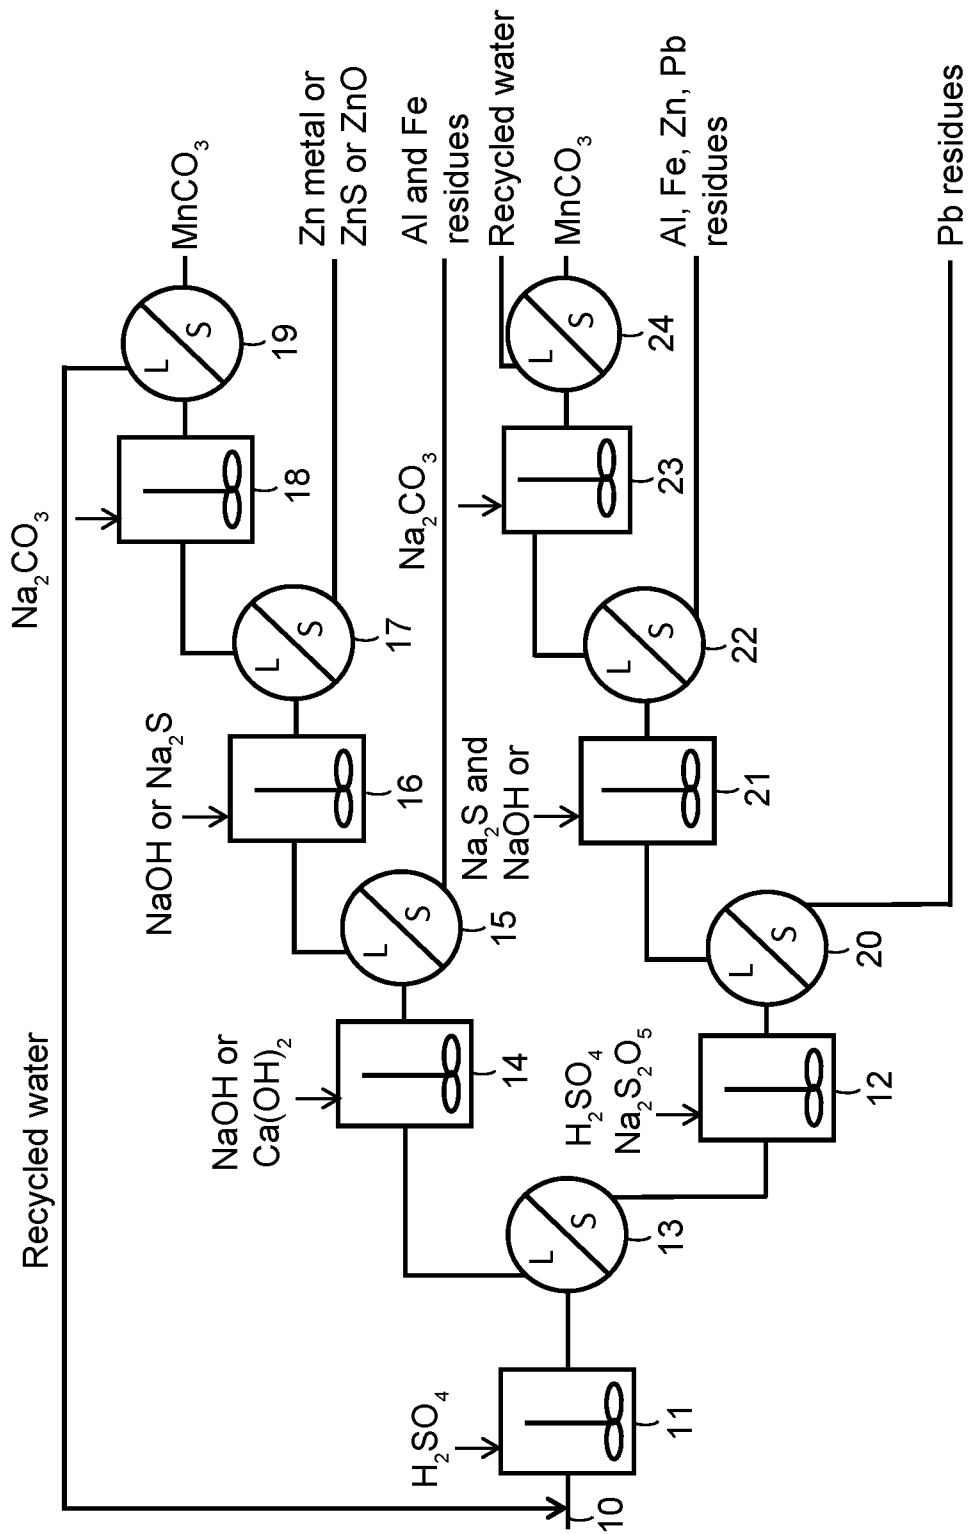 Recycled water
Na2CO3
MnCO3
19
18
NaOH or Na2S
Zn metal or
ZnS or ZnO
17
16
NaOH or
Ca(OH)2
Al and Fe
residues
15
14
H2SO4
L
S
13
11
10
Recycled water
Na2CO3
MnCO3
24
23
Na2S and
NaOH or
Al, Fe, Zn, Pb
residues
22
21
H2SO4
Na2S2O5
Pb residues
20
12
L
S
L
S
L
S
L
S
L
S
L
S